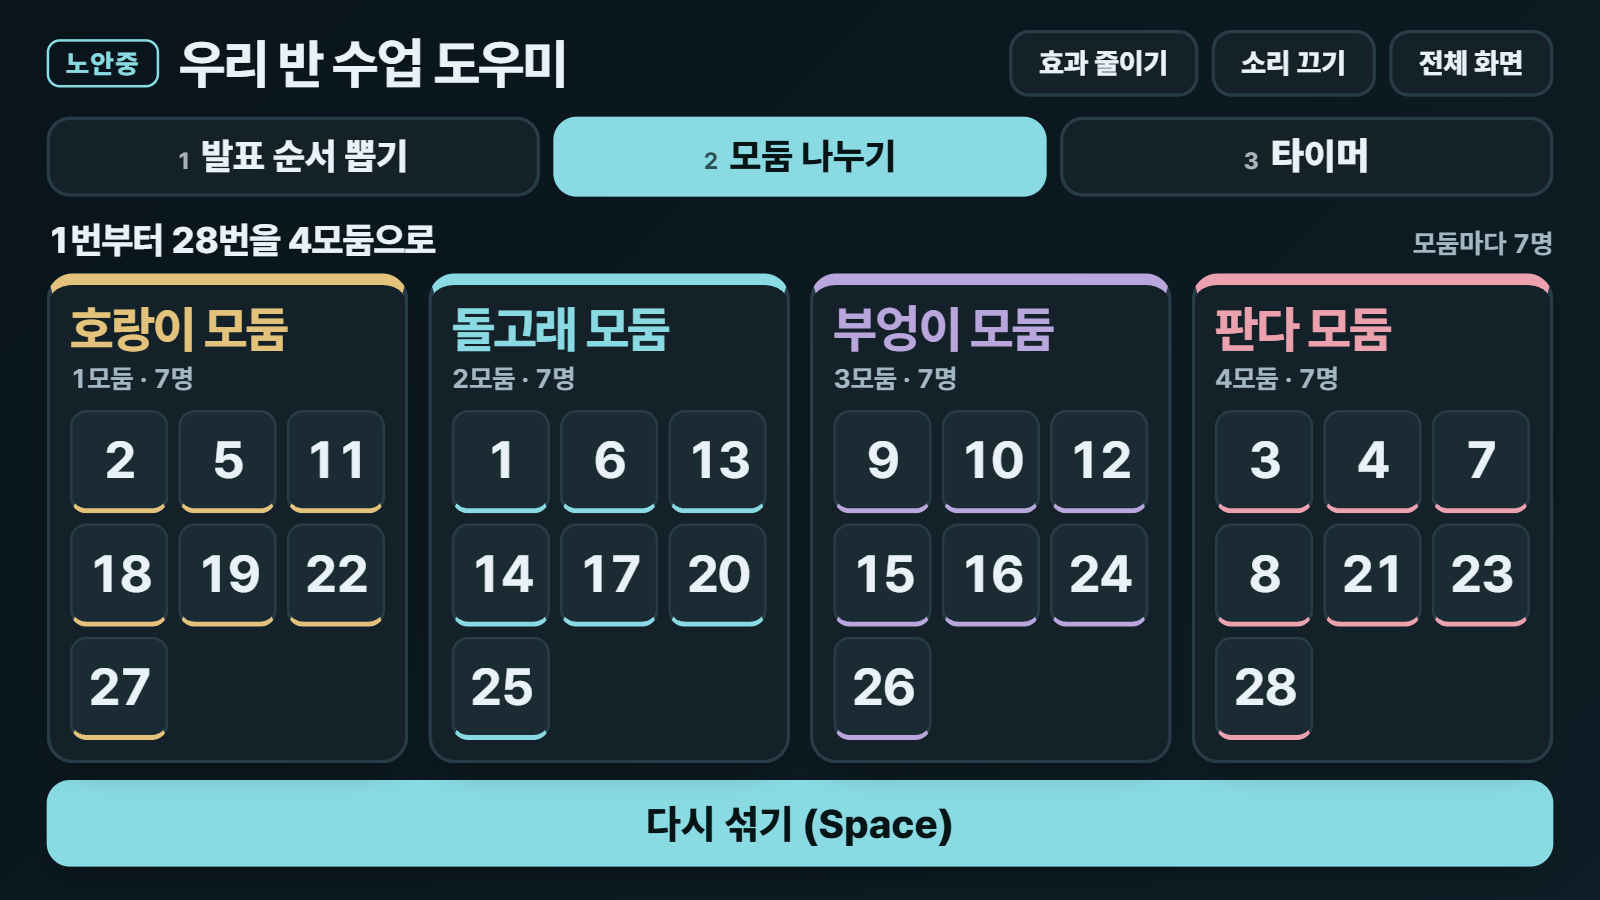 노안중 우리 반 수업 도우미 효과 줄이기 소리 끄기 전체 화면
1 발표 순서 뽑기 2 모둠 나누기 3 타이머
1번부터 28번을 4모둠으로 모둠마다 7명
호랑이 모둠
1모둠 · 7명
2 5 11
18 19 22
27
돌고래 모둠
2모둠 · 7명
1 6 13
14 17 20
25
부엉이 모둠
3모둠 · 7명
9 10 12
15 16 24
26
판다 모둠
4모둠 · 7명
3 4 7
8 21 23
28
다시 섞기 (Space)